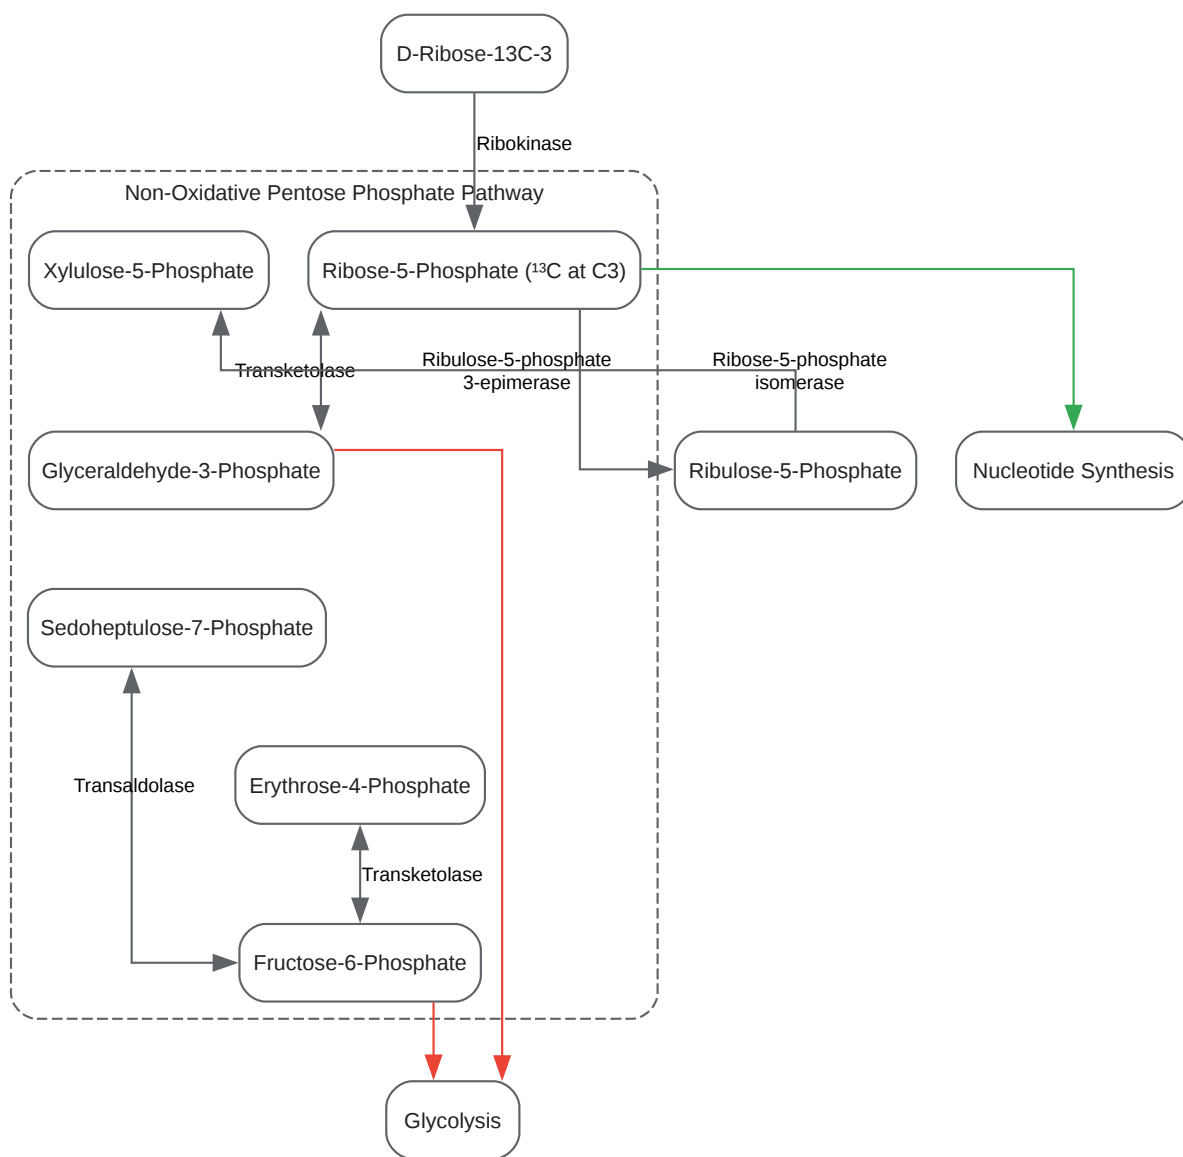 D-Ribose-13C-3
Ribokinase
Non-Oxidative Pentose Phosphate Pathway
Xylulose-5-Phosphate
Ribose-5-Phosphate (¹³C at C3)
Transketolase
Ribulose-5-phosphate
3-epimerase
Ribose-5-phosphate
isomerase
Glyceraldehyde-3-Phosphate
Ribulose-5-Phosphate
Nucleotide Synthesis
Sedoheptulose-7-Phosphate
Transaldolase
Erythrose-4-Phosphate
Transketolase
Fructose-6-Phosphate
Glycolysis